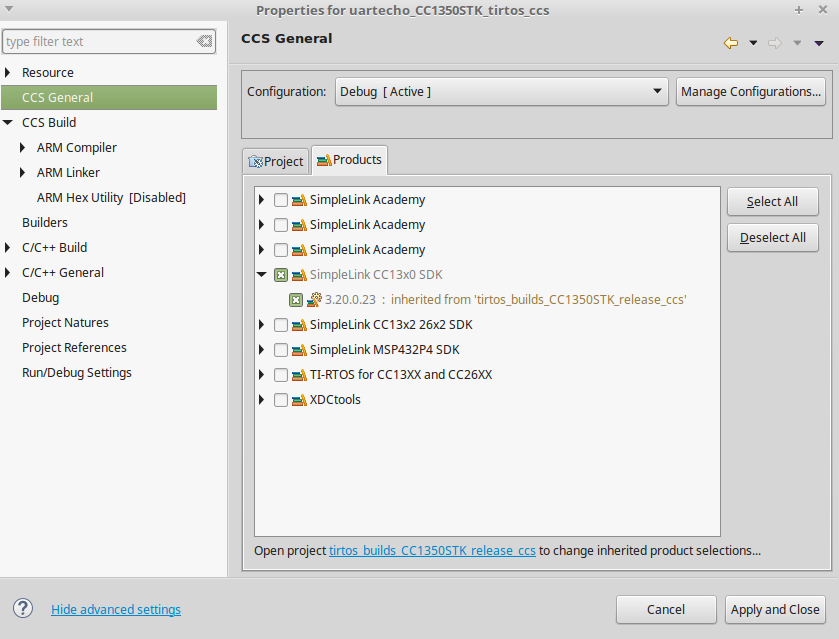 Properties for uartecho_CC1350STK_tirtos_ccs
type filter text
Resource
CCS General
CCS Build
ARM Compiler
ARM Linker
ARM Hex Utility [Disabled]
Builders
C/C++ Build
C/C++ General
Debug
Project Natures
Project References
Run/Debug Settings
CCS General
Configuration: Debug [ Active ] Manage Configurations...
Project Products
SimpleLink Academy
SimpleLink Academy
SimpleLink Academy
SimpleLink CC13x0 SDK
3.20.0.23 : inherited from 'tirtos_builds_CC1350STK_release_ccs'
SimpleLink CC13x2 26x2 SDK
SimpleLink MSP432P4 SDK
TI-RTOS for CC13XX and CC26XX
XDCtools
Select All
Deselect All
Open project tirtos_builds_CC1350STK_release_ccs to change inherited product selections...
? Hide advanced settings
Cancel Apply and Close